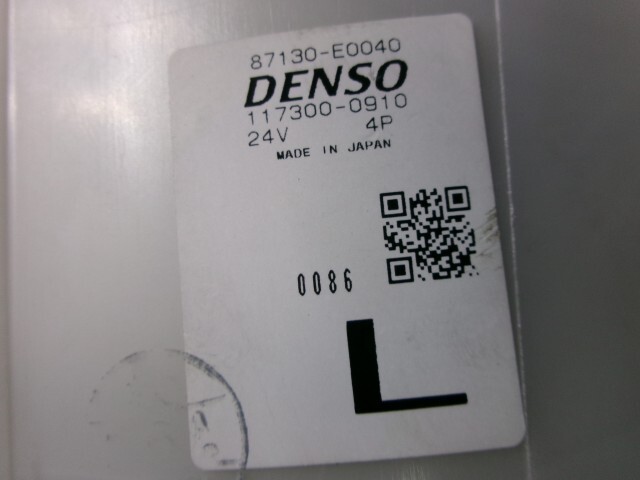 87130-E0040
DENSO
117300-0910
24V 4P
MADE IN JAPAN
0086
L